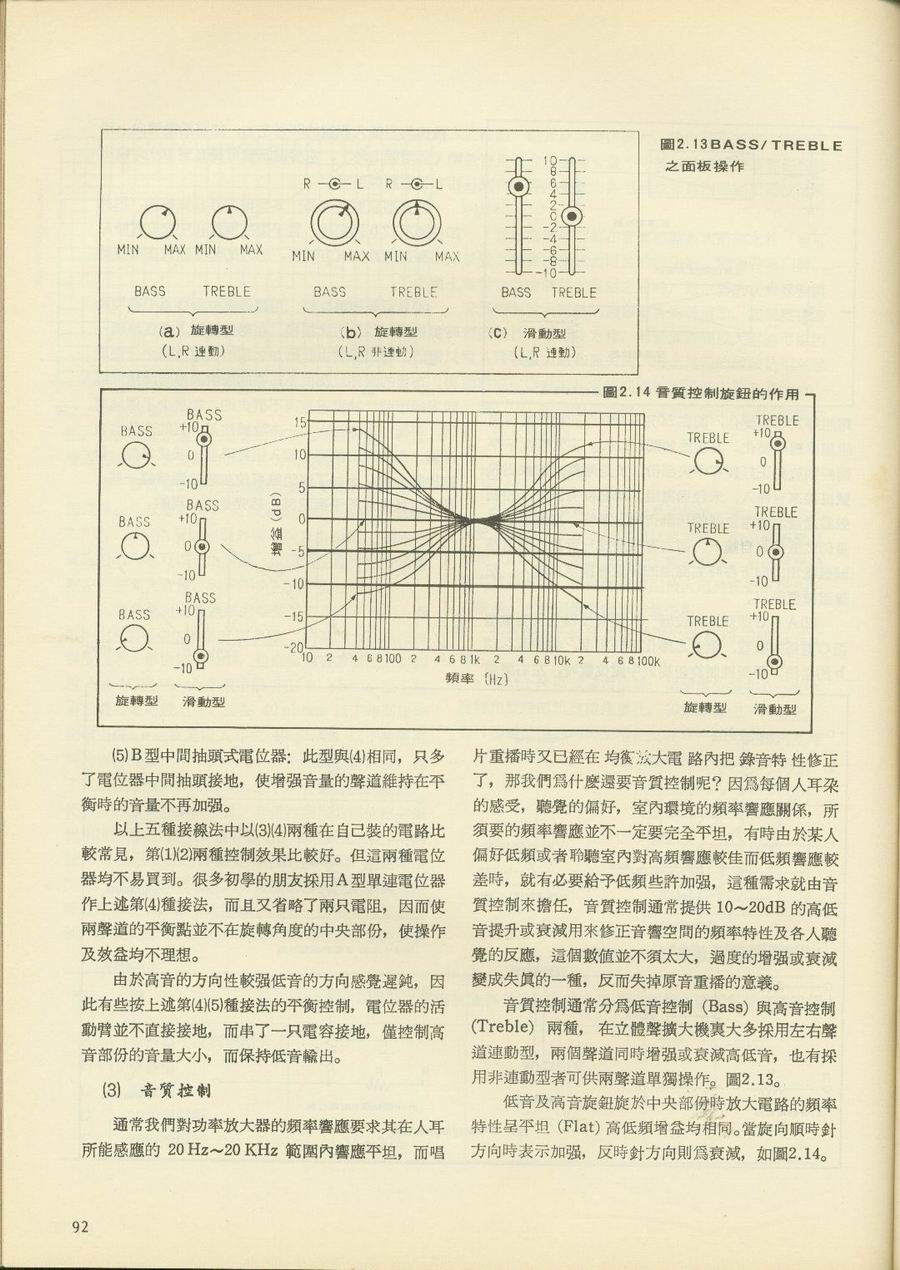 圖2.13BASS/TREBLE
之面板操作
R L R L
MIN MAX MIN MAX
MIN MAX MIN MAX
10
8
6
4
2
0
-2
-4
-6
-8
-10
BASS TREBLE
BASS TREBLE
BASS TREBLE
(a) 旋轉型
(L,R 連動)
(b) 旋轉型
(L,R 非連動)
(C) 滑動型
(L,R 連動)
圖2.14 音質控制旋鈕的作用
BASS
BASS
+10
0
-10
BASS
BASS
+10
0
-10
BASS
BASS
+10
0
-10
旋轉型 滑動型
增益 (dB)
15
10
5
0
-5
-10
-15
-20
10 2 4 6 8 100 2 4 6 8 1k 2 4 6 8 10k 2 4 6 8 100k
頻率 (Hz)
TREBLE
TREBLE
+10
0
-10
TREBLE
TREBLE
+10
0
-10
TREBLE
TREBLE
+10
0
-10
旋轉型 滑動型
(5)B型中間抽頭式電位器：此型與(4)相同，只多
了電位器中間抽頭接地，使增强音量的聲道維持在平
衡時的音量不再加强。
以上五種接線法中以(3)(4)兩種在自己裝的電路比
較常見，第(1)(2)兩種控制效果比較好。但這兩種電位
器均不易買到。很多初學的朋友採用A型單連電位器
作上述第(4)種接法，而且又省略了兩只電阻，因而使
兩聲道的平衡點並不在旋轉角度的中央部份，使操作
及效益均不理想。
由於高音的方向性較强低音的方向感覺遲鈍，因
此有些按上述第(4)(5)種接法的平衡控制，電位器的活
動臂並不直接接地，而串了一只電容接地，僅控制高
音部份的音量大小，而保持低音輸出。
(3) 音質控制
通常我們對功率放大器的頻率響應要求其在人耳
所能感應的 20 Hz～20 KHz 範圍內響應平坦，而唱
片重播時又已經在 均衡放大電 路內把 錄音特 性修正
了，那我們爲什麼還要音質控制呢？因爲每個人耳朶
的感受，聽覺的偏好，室內環境的頻率響應關係，所
須要的頻率響應並不一定要完全平坦，有時由於某人
偏好低頻或者聆聽室內對高頻響應較佳而低頻響應較
差時，就有必要給予低頻些許加强，這種需求就由音
質控制來擔任，音質控制通常提供 10～20dB 的高低
音提升或衰減用來修正音響空間的頻率特性及各人聽
覺的反應，這個數值並不須太大，過度的增强或衰減
變成失眞的一種，反而失掉原音重播的意義。
音質控制通常分爲低音控制 (Bass) 與高音控制
(Treble) 兩種， 在立體聲擴大機裏大多採用左右聲
道連動型，兩個聲道同時增强或衰減高低音，也有採
用非連動型者可供兩聲道單獨操作。圖2.13。
低音及高音旋鈕旋於中央部份時放大電路的頻率
特性呈平坦 (Flat) 高低頻增益均相同。當旋向順時針
方向時表示加强，反時針方向則爲衰減，如圖2.14。
92